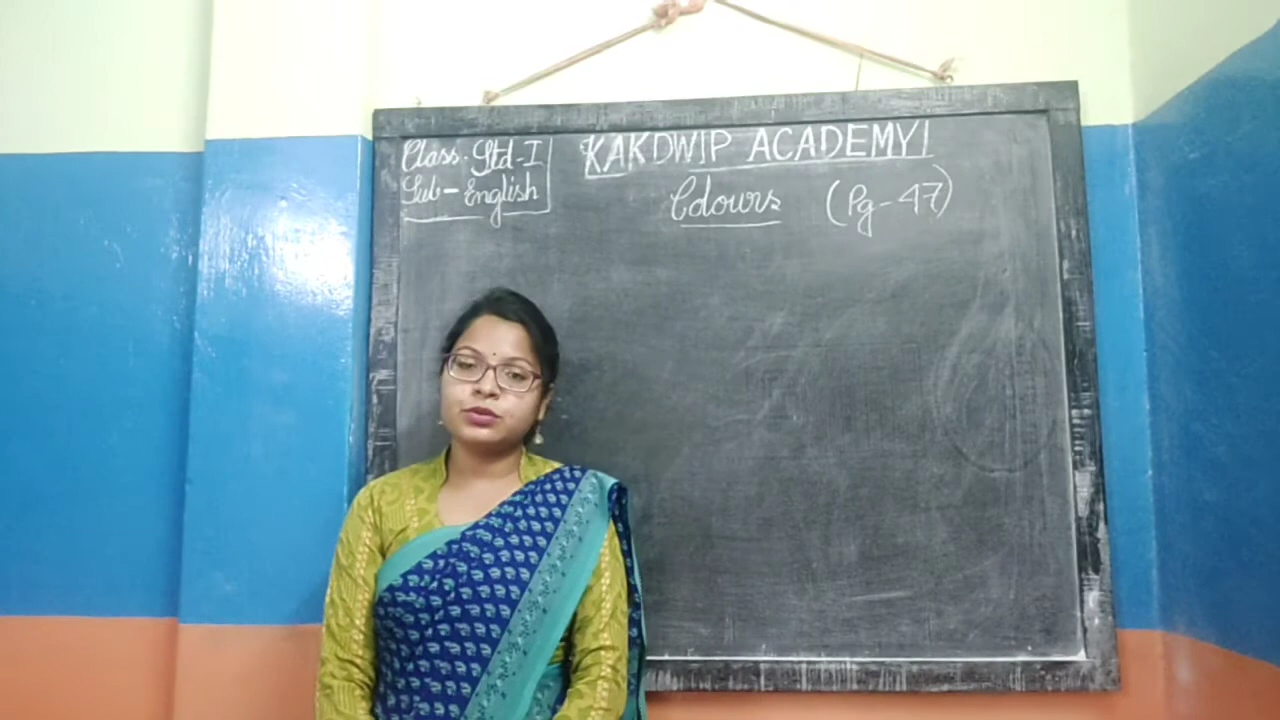 Class - Std - I
Sub - English
KAKDWIP ACADEMY
Colours (Pg - 47)